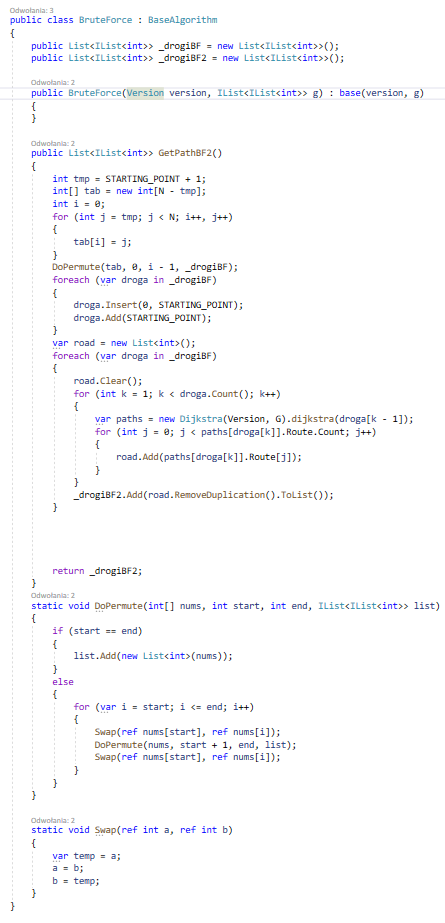 Odwołania: 3
public class BruteForce : BaseAlgorithm
{
    public List<IList<int>> _drogiBF = new List<IList<int>>();
    public List<IList<int>> _drogiBF2 = new List<IList<int>>();
    Odwołania: 2
    public BruteForce(Version version, IList<IList<int>> g) : base(version, g)
    {
    }
    Odwołania: 2
    public List<IList<int>> GetPathBF2()
    {
        int tmp = STARTING_POINT + 1;
        int[] tab = new int[N - tmp];
        int i = 0;
        for (int j = tmp; j < N; i++, j++)
        {
            tab[i] = j;
        }
        DoPermute(tab, 0, i - 1, _drogiBF);
        foreach (var droga in _drogiBF)
        {
            droga.Insert(0, STARTING_POINT);
            droga.Add(STARTING_POINT);
        }
        var road = new List<int>();
        foreach (var droga in _drogiBF)
        {
            road.Clear();
            for (int k = 1; k < droga.Count(); k++)
            {
                var paths = new Dijkstra(Version, G).dijkstra(droga[k - 1]);
                for (int j = 0; j < paths[droga[k]].Route.Count; j++)
                {
                    road.Add(paths[droga[k]].Route[j]);
                }
            }
            _drogiBF2.Add(road.RemoveDuplication().ToList());
        }
        return _drogiBF2;
    }
    Odwołania: 2
    static void DoPermute(int[] nums, int start, int end, IList<IList<int>> list)
    {
        if (start == end)
        {
            list.Add(new List<int>(nums));
        }
        else
        {
            for (var i = start; i <= end; i++)
            {
                Swap(ref nums[start], ref nums[i]);
                DoPermute(nums, start + 1, end, list);
                Swap(ref nums[start], ref nums[i]);
            }
        }
    }
    Odwołania: 2
    static void Swap(ref int a, ref int b)
    {
        var temp = a;
        a = b;
        b = temp;
    }
}